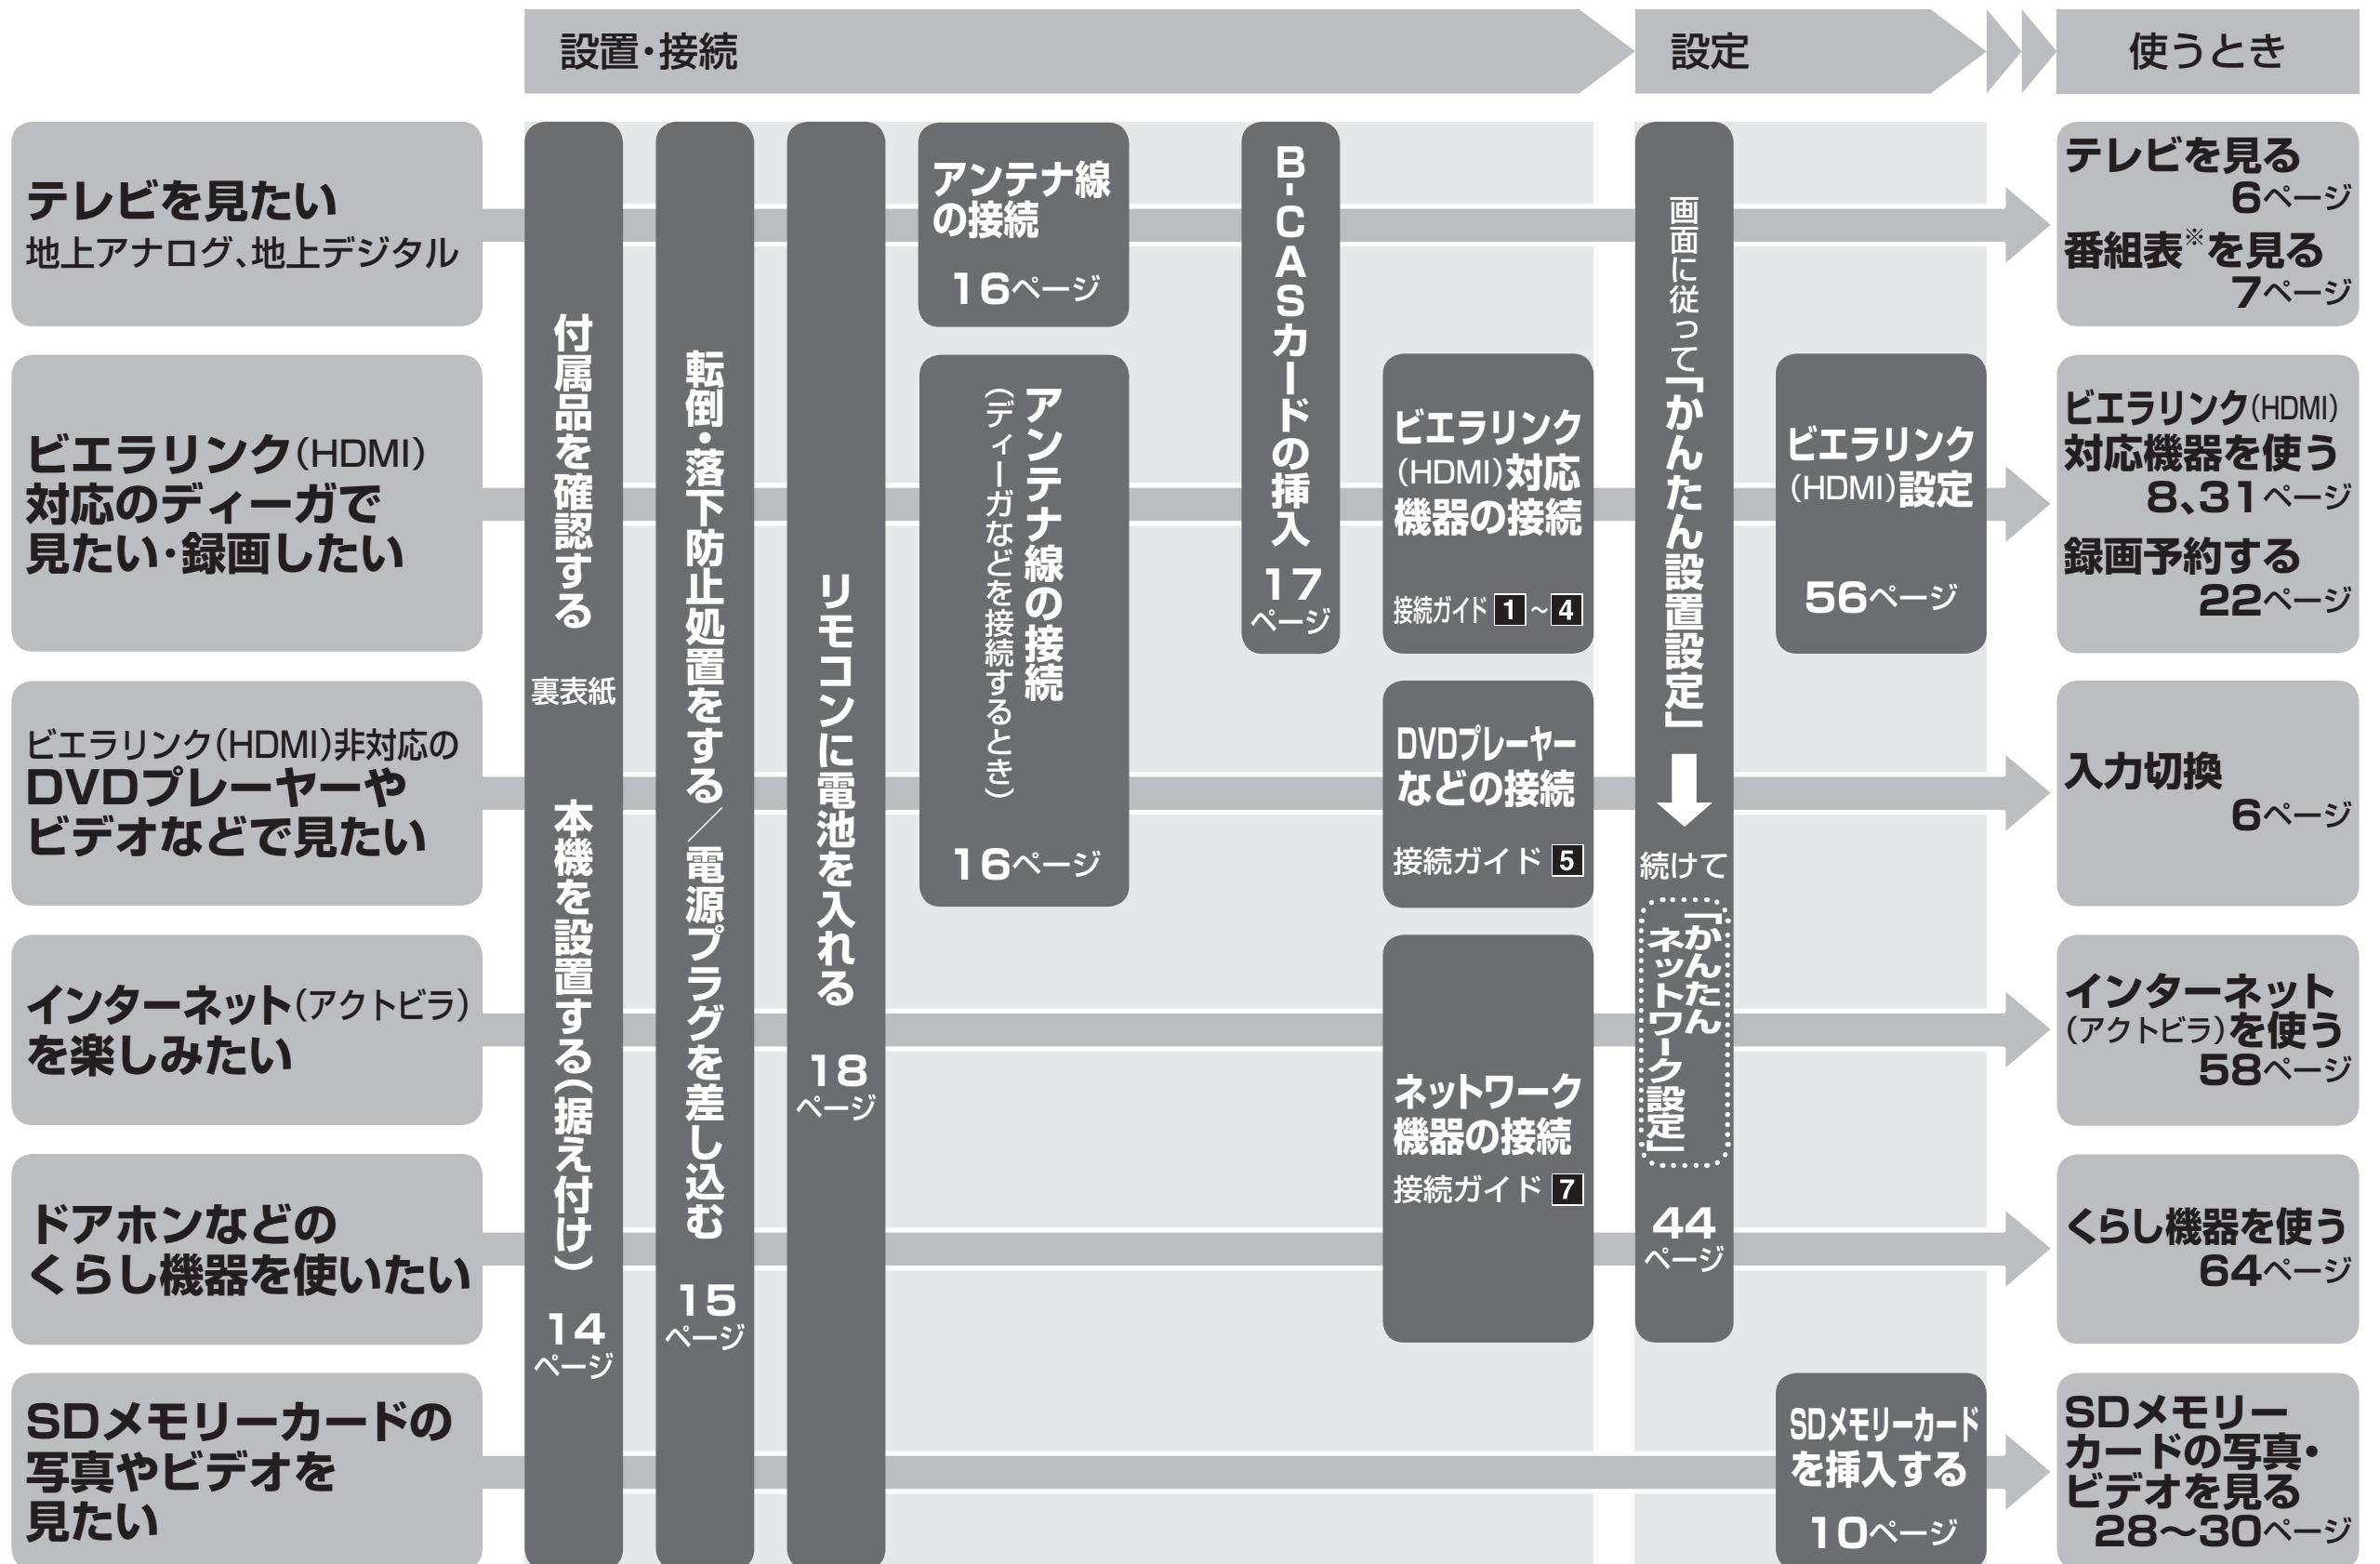 設置・接続
設定
使うとき
テレビを見たい
地上アナログ、地上デジタル
ビエラリンク（HDMI）
対応のディーガで
見たい・録画したい
ビエラリンク（HDMI）非対応の
DVDプレーヤーや
ビデオなどで見たい
インターネット（アクトビラ）
を楽しみたい
ドアホンなどの
くらし機器を使いたい
SDメモリーカードの
写真やビデオを
見たい
付属品を確認する
裏表紙
本機を設置する（据え付け）
14
ページ
転倒・落下防止処置をする／電源プラグを差し込む
15
ページ
リモコンに電池を入れる
18
ページ
アンテナ線
の接続
16ページ
アンテナ線の接続
（ディーガなどを接続するとき）
16ページ
B-CASカードの挿入
17
ページ
ビエラリンク
（HDMI）対応
機器の接続
接続ガイド 1～4
DVDプレーヤー
などの接続
接続ガイド 5
ネットワーク
機器の接続
接続ガイド 7
画面に従って「かんたん設置設定」
続けて
「かんたん
ネットワーク設定」
44
ページ
ビエラリンク
（HDMI）設定
56ページ
SDメモリーカード
を挿入する
10ページ
テレビを見る
6ページ
番組表※を見る
7ページ
ビエラリンク（HDMI）
対応機器を使う
8、31ページ
録画予約する
22ページ
入力切換
6ページ
インターネット
（アクトビラ）を使う
58ページ
くらし機器を使う
64ページ
SDメモリー
カードの写真・
ビデオを見る
28～30ページ